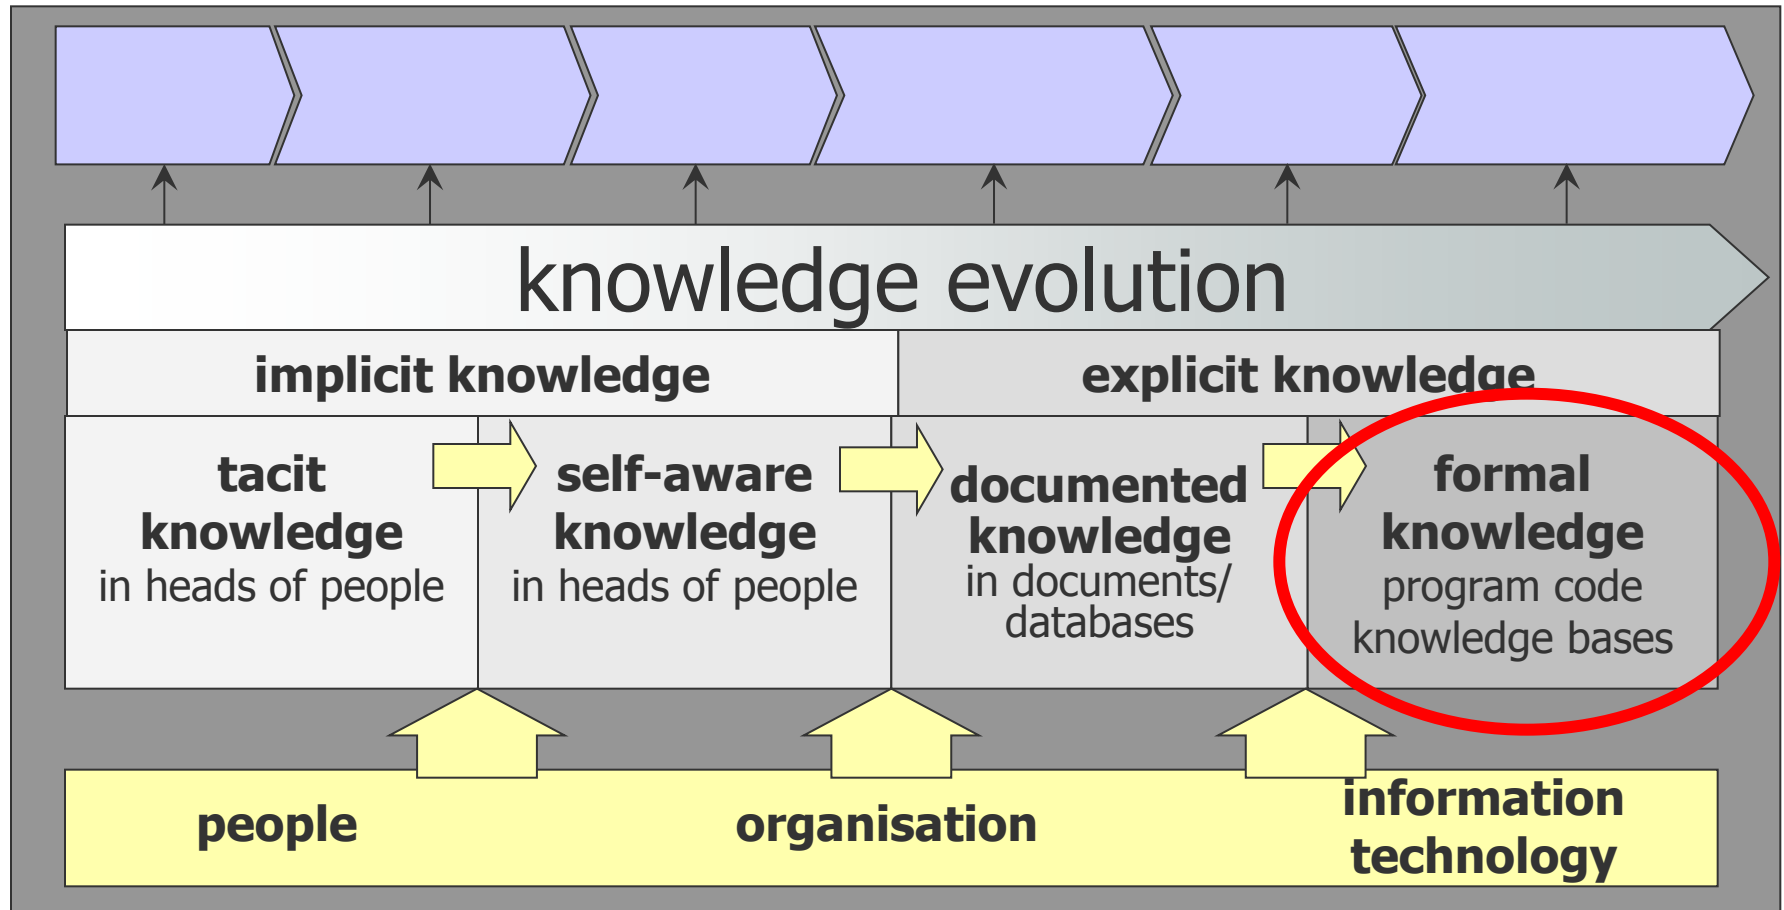 knowledge evolution
implicit knowledge
explicit knowledge
tacit
knowledge
in heads of people
self-aware
knowledge
in heads of people
documented
knowledge
in documents/
databases
formal
knowledge
program code
knowledge bases
people
organisation
information
technology